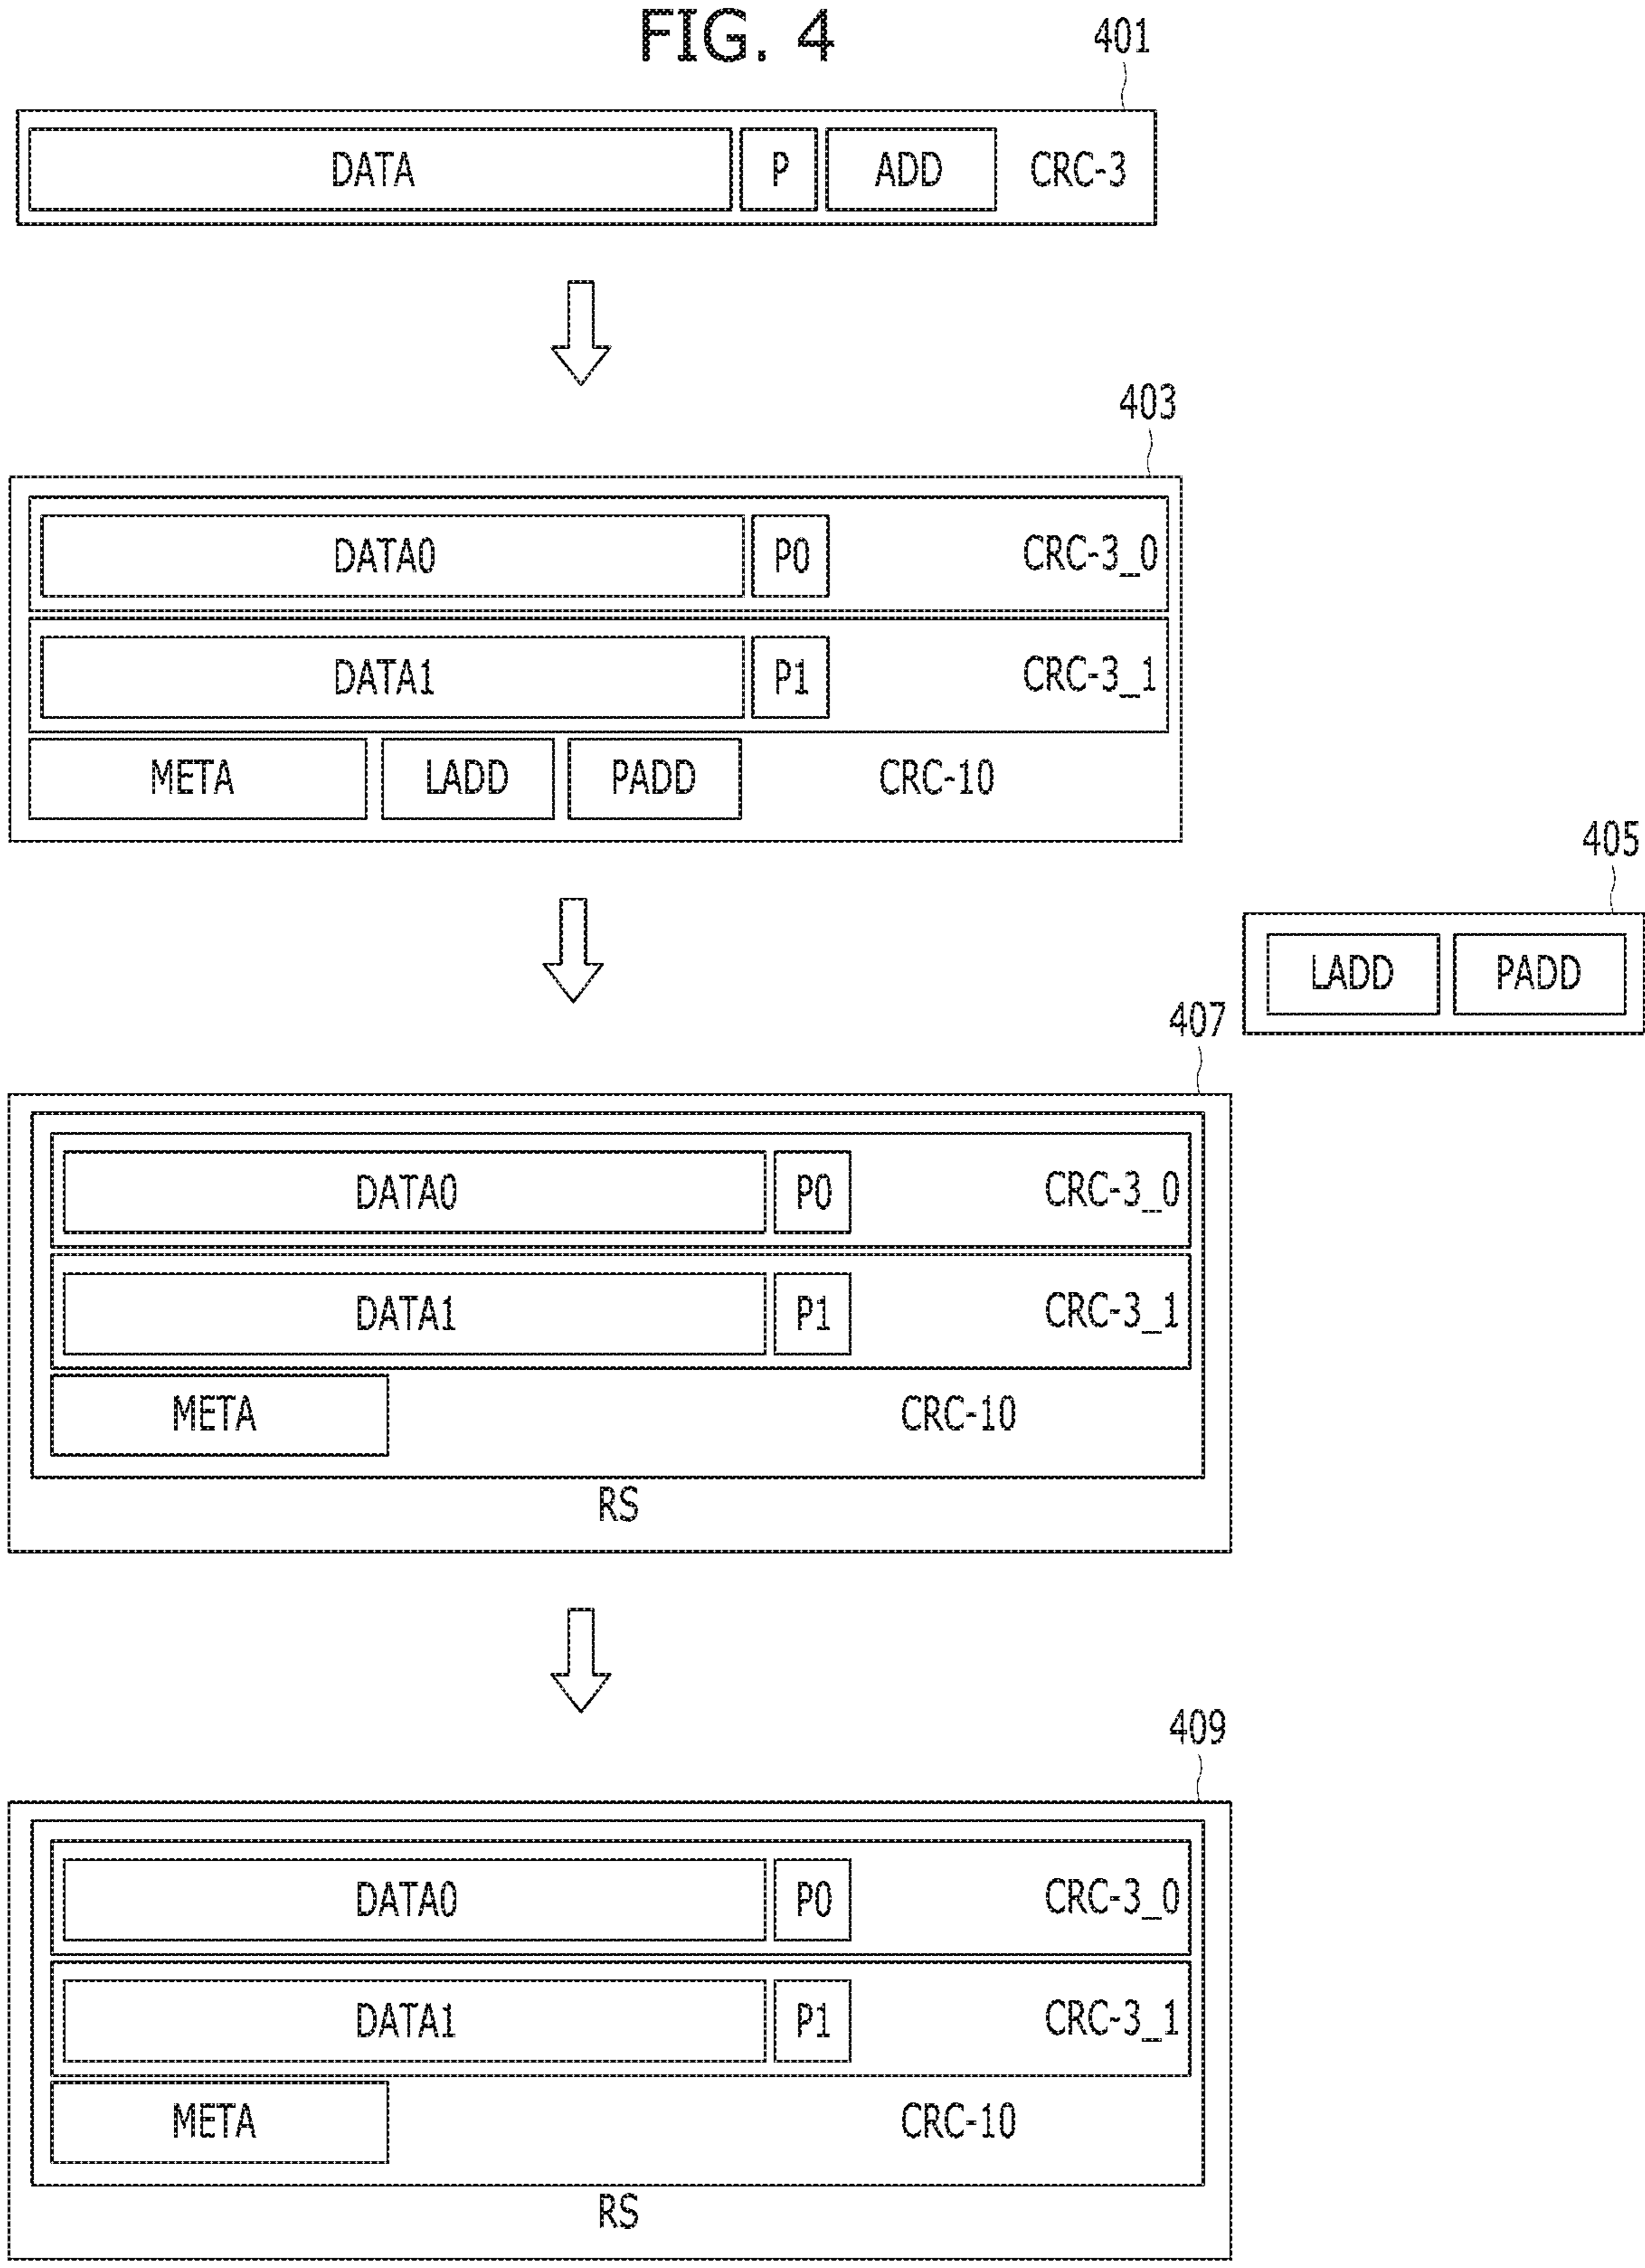 FIG. 4
401
DATA P ADD CRC-3
403
DATA0 P0 CRC-3_0
DATA1 P1 CRC-3_1
META LADD PADD CRC-10
405
LADD PADD
407
DATA0 P0 CRC-3_0
DATA1 P1 CRC-3_1
META CRC-10
RS
409
DATA0 P0 CRC-3_0
DATA1 P1 CRC-3_1
META CRC-10
RS